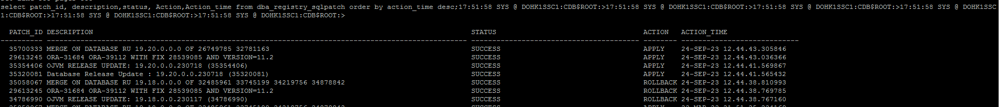 select patch_id, description,status, Action,Action_time from dba_registry_sqlpatch order by action_time desc;17:51:58 SYS @ DOHK1SSC1:CDB$ROOT:>17:51:58 SYS @ DOHK1SSC1:CDB$ROOT:>17:51:58 SYS @ DOHK1SSC1:CDB$ROOT:>17:51:58 SYS @ DOHK1SSC
1:CDB$ROOT:>17:51:58 SYS @ DOHK1SSC1:CDB$ROOT:>17:51:58 SYS @ DOHK1SSC1:CDB$ROOT:>
PATCH_ID DESCRIPTION STATUS ACTION ACTION_TIME
35700333 MERGE ON DATABASE RU 19.20.0.0.0 OF 26749785 32781163 SUCCESS APPLY 24-SEP-23 12.44.43.305846
29613245 ORA-31684 ORA-39112 WITH FIX 28539085 AND VERSION=11.2 SUCCESS APPLY 24-SEP-23 12.44.43.036366
35354406 OJVM RELEASE UPDATE: 19.20.0.0.230718 (35354406) SUCCESS APPLY 24-SEP-23 12.44.41.569867
35320081 Database Release Update : 19.20.0.0.230718 (35320081) SUCCESS APPLY 24-SEP-23 12.44.41.565432
35058067 MERGE ON DATABASE RU 19.18.0.0.0 OF 32485961 33745199 34219756 34878842 SUCCESS ROLLBACK 24-SEP-23 12.44.38.810993
29613245 ORA-31684 ORA-39112 WITH FIX 28539085 AND VERSION=11.2 SUCCESS ROLLBACK 24-SEP-23 12.44.38.769785
34786990 OJVM RELEASE UPDATE: 19.18.0.0.230117 (34786990) SUCCESS ROLLBACK 24-SEP-23 12.44.38.767160